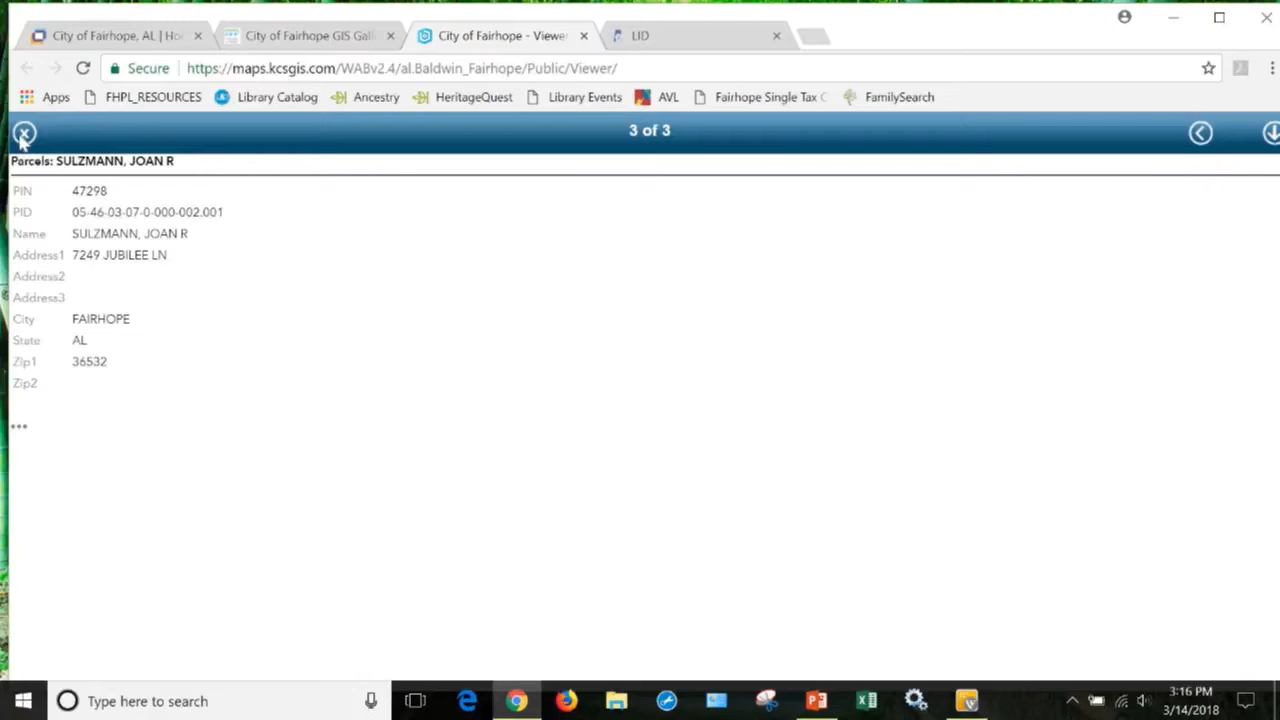 City of Fairhope, AL | Ho
City of Fairhope GIS Gall
City of Fairhope - Viewer
LID
Secure https://maps.kcsgis.com/WABv2.4/al.Baldwin_Fairhope/Public/Viewer/
Apps FHPL_RESOURCES Library Catalog Ancestry HeritageQuest Library Events AVL Fairhope Single Tax C FamilySearch
3 of 3
Parcels: SULZMANN, JOAN R
PIN 47298
PID 05-46-03-07-0-000-002.001
Name SULZMANN, JOAN R
Address1 7249 JUBILEE LN
Address2
Address3
City FAIRHOPE
State AL
Zip1 36532
Zip2
•••
Type here to search
3:16 PM
3/14/2018